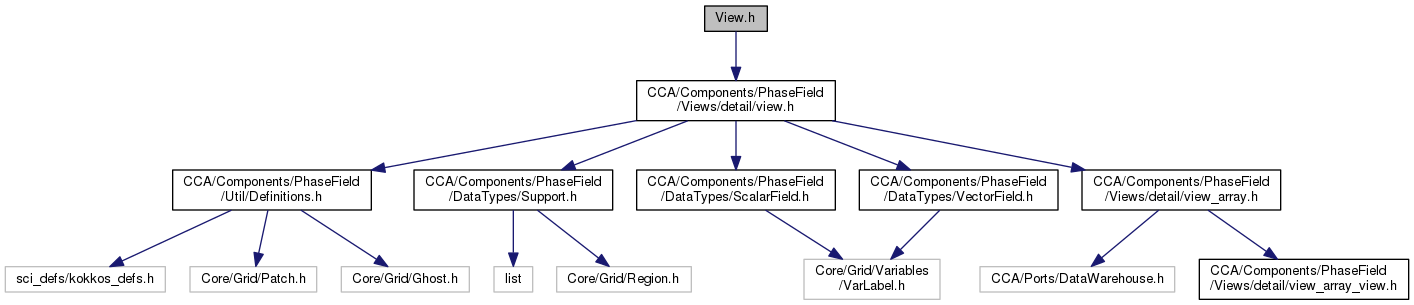 View.h
CCA/Components/PhaseField
/Views/detail/view.h
CCA/Components/PhaseField
/Util/Definitions.h
CCA/Components/PhaseField
/DataTypes/Support.h
CCA/Components/PhaseField
/DataTypes/ScalarField.h
CCA/Components/PhaseField
/DataTypes/VectorField.h
CCA/Components/PhaseField
/Views/detail/view_array.h
sci_defs/kokkos_defs.h
Core/Grid/Patch.h
Core/Grid/Ghost.h
list
Core/Grid/Region.h
Core/Grid/Variables
/VarLabel.h
CCA/Ports/DataWarehouse.h
CCA/Components/PhaseField
/Views/detail/view_array_view.h